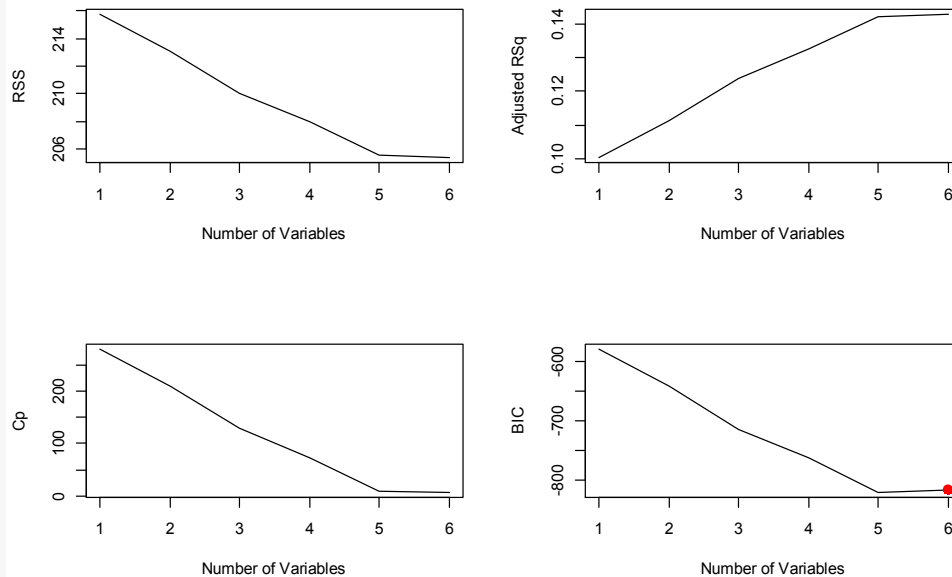 RSS
214
210
206
1 2 3 4 5 6
Number of Variables
Adjusted RSq
0.14
0.12
0.10
1 2 3 4 5 6
Number of Variables
Cp
200
100
0
1 2 3 4 5 6
Number of Variables
BIC
-600
-700
-800
1 2 3 4 5 6
Number of Variables